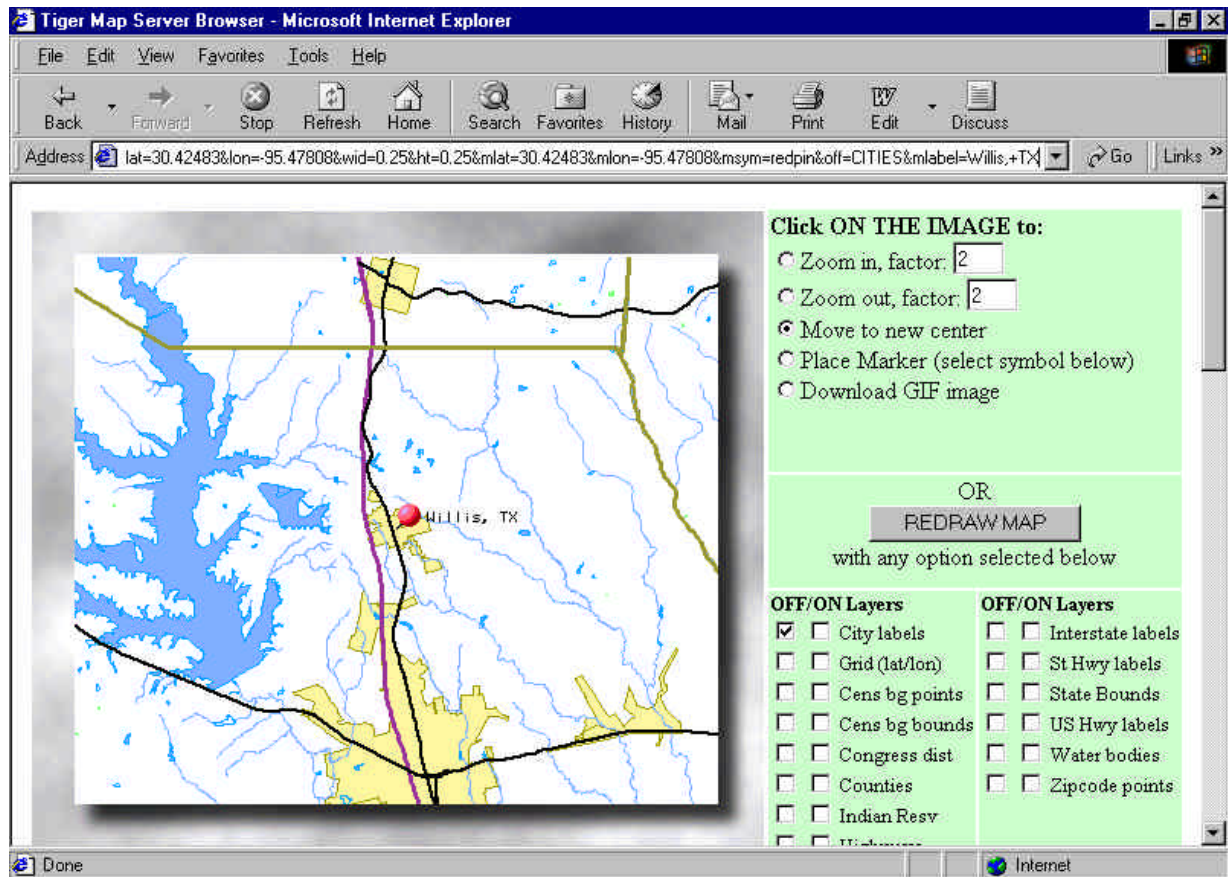 Tiger Map Server Browser - Microsoft Internet Explorer
File Edit View Favorites Tools Help
Back Forward Stop Refresh Home Search Favorites History Mail Print Edit Discuss
Address lat=30.42483&lon=-95.47808&wid=0.25&ht=0.25&mlat=30.42483&mlon=-95.47808&msym=redpin&off=CITIES&mlabel=Willis,+TX Go Links »
Click ON THE IMAGE to:
Zoom in, factor: 2
Zoom out, factor: 2
Move to new center
Place Marker (select symbol below)
Download GIF image
Willis, TX
OR
REDRAW MAP
with any option selected below
OFF/ON Layers
City labels
Grid (lat/lon)
Cens bg points
Cens bg bounds
Congress dist
Counties
Indian Resv
OFF/ON Layers
Interstate labels
St Hwy labels
State Bounds
US Hwy labels
Water bodies
Zipcode points
Done
Internet